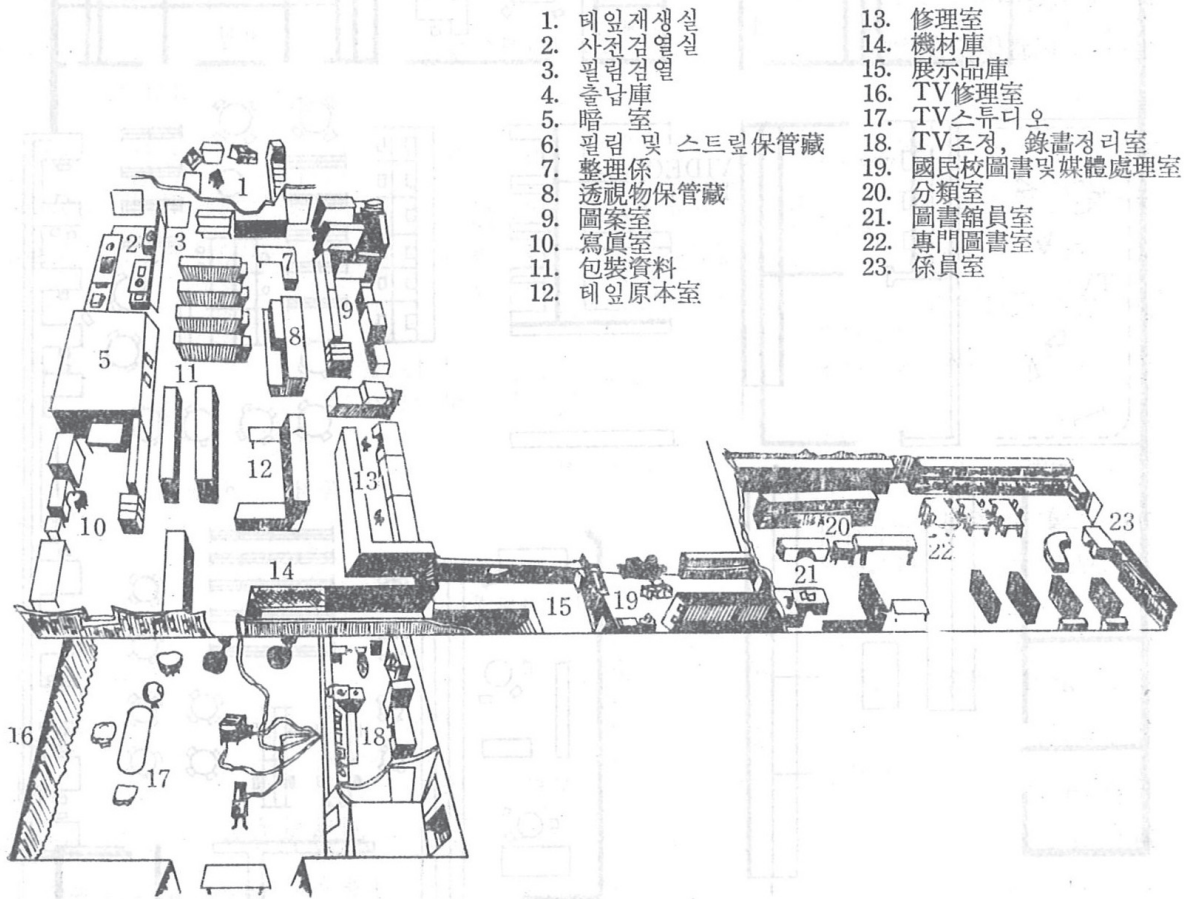 1. 테잎재생실
2. 사전검열실
3. 필림검열
4. 출납庫
5. 暗 室
6. 필림 및 스트맆保管藏
7. 整理係
8. 透視物保管藏
9. 圖案室
10. 寫眞室
11. 包裝資料
12. 테잎原本室
13. 修理室
14. 機材庫
15. 展示品庫
16. TV修理室
17. TV스튜디오
18. TV조정, 錄畵정리室
19. 國民校圖書및媒體處理室
20. 分類室
21. 圖書舘員室
22. 專門圖書室
23. 係員室
1
2
3
7
9
8
5
11
12
13
10
20
23
22
14
21
15
19
16
18
17